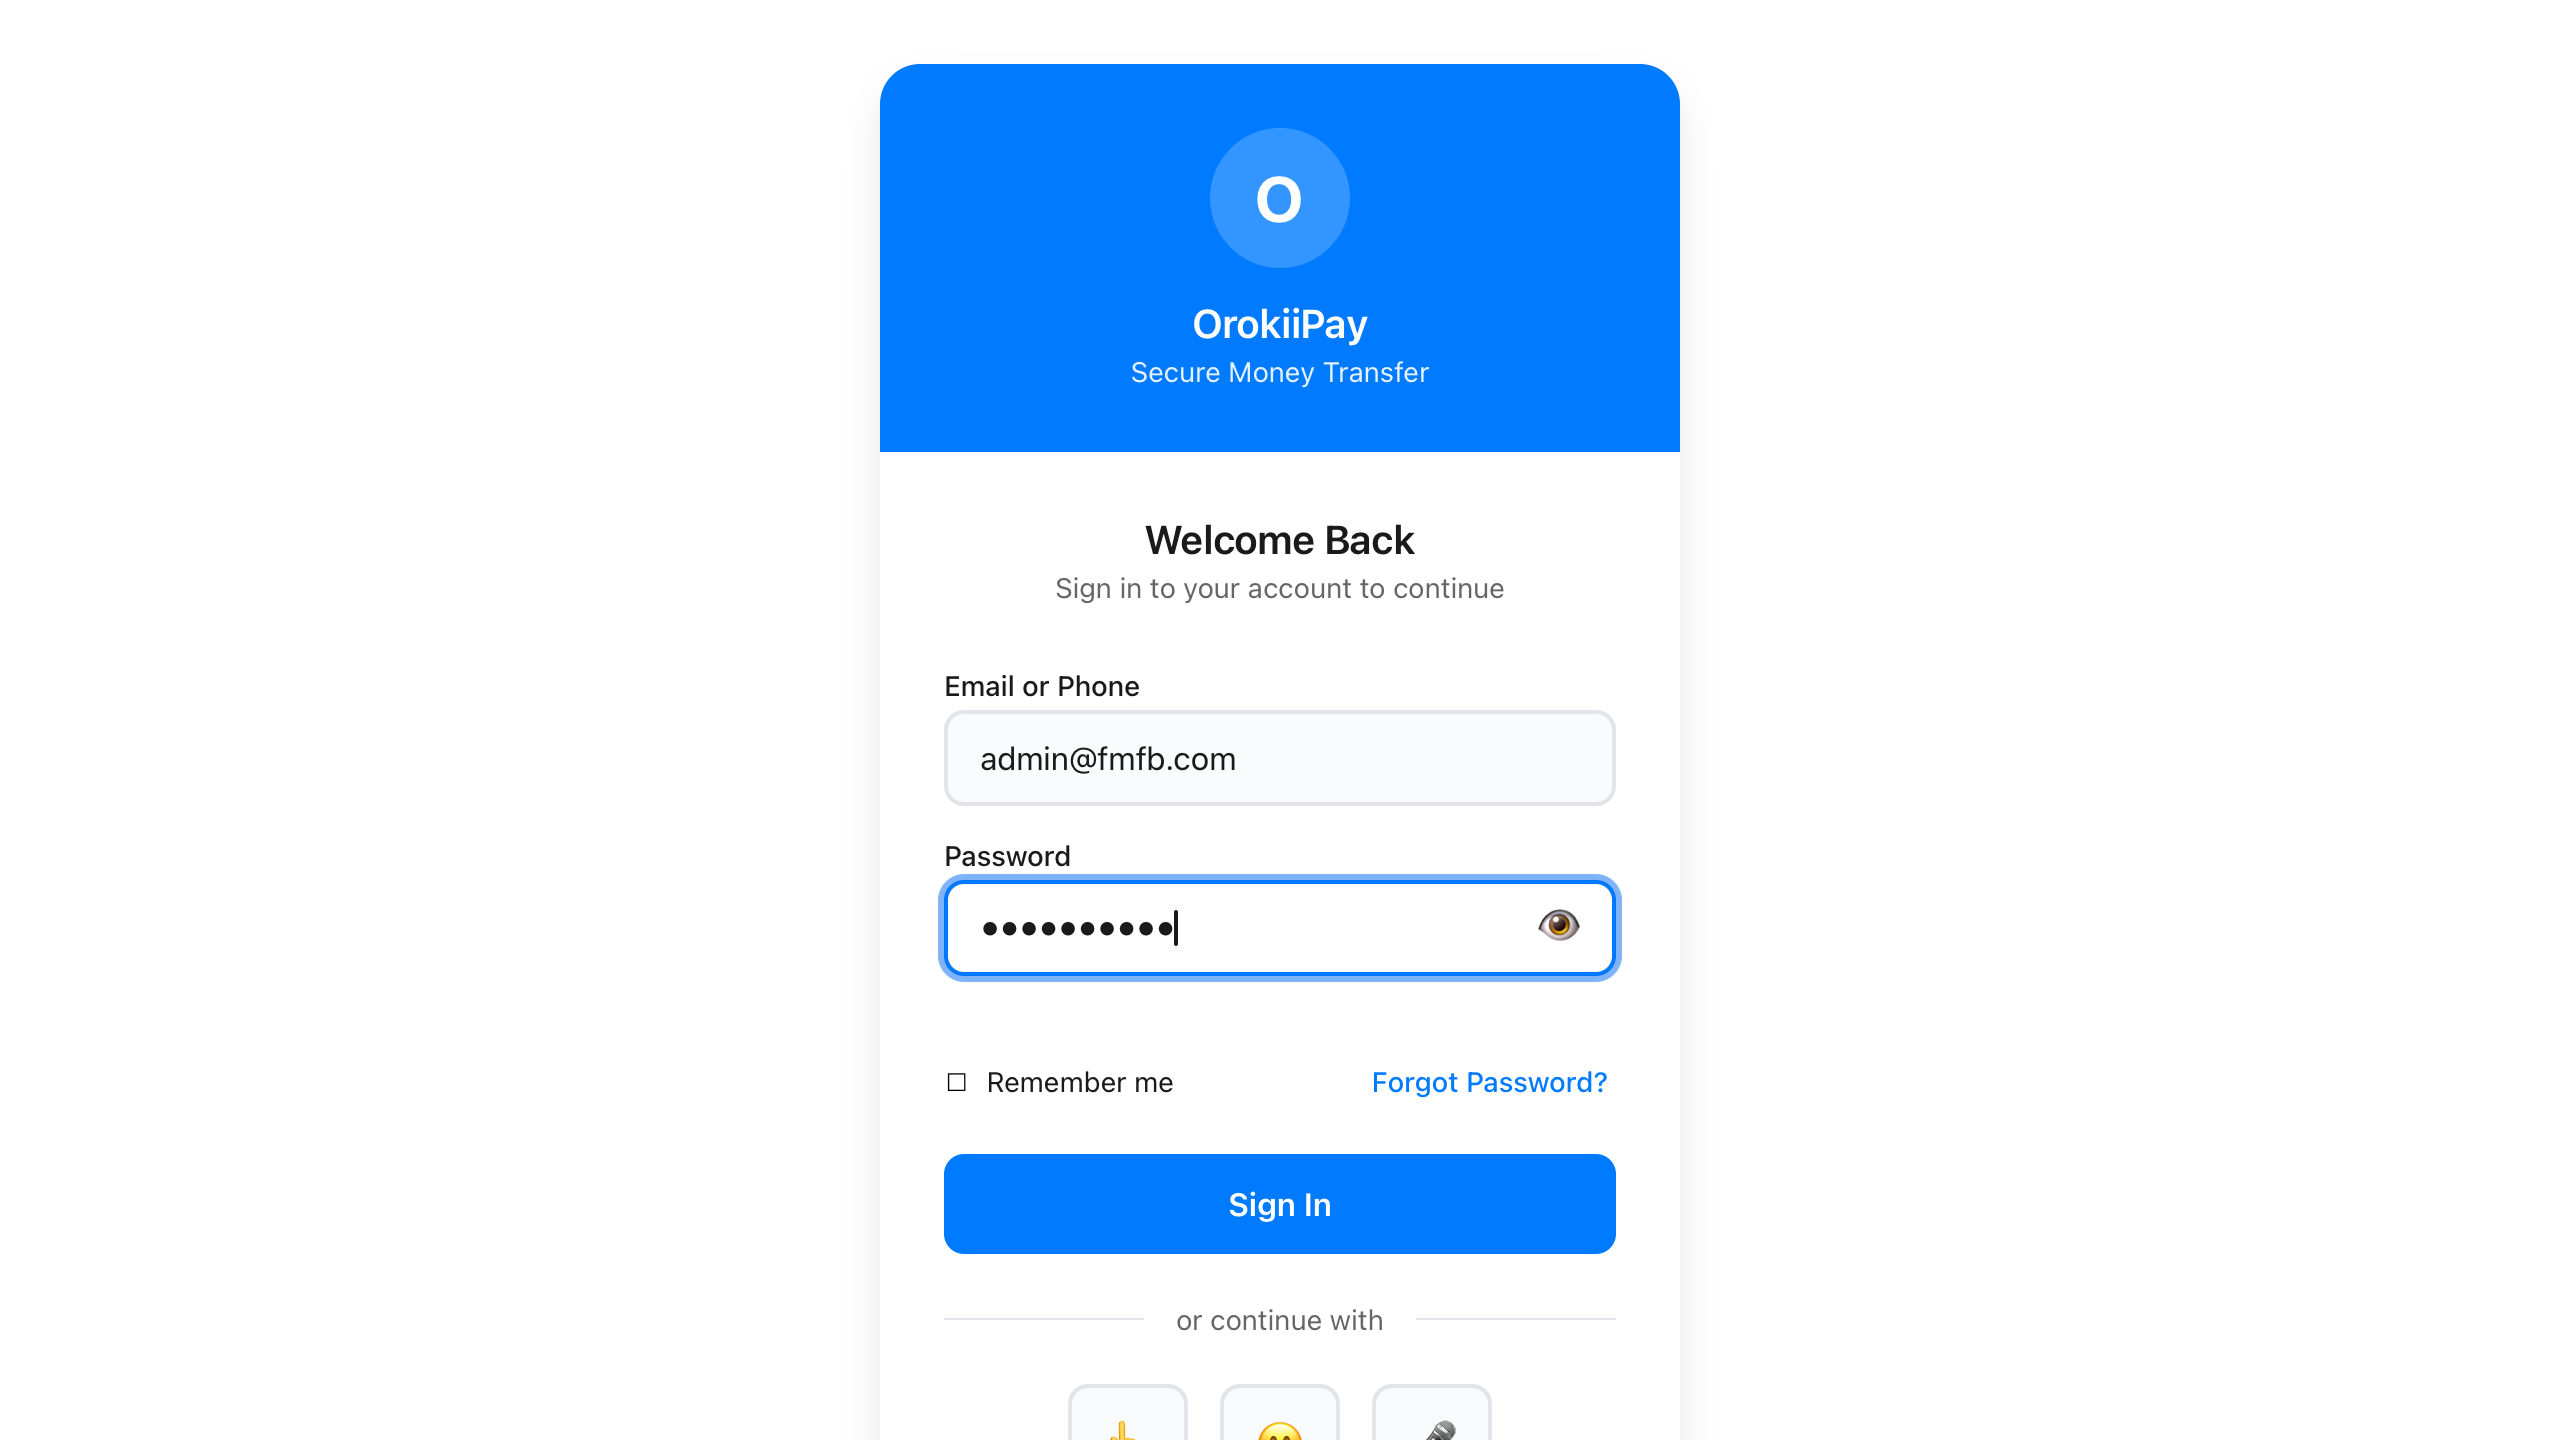 O
OrokiiPay
Secure Money Transfer
Welcome Back
Sign in to your account to continue
Email or Phone
admin@fmfb.com
Password
••••••••••
Remember me
Forgot Password?
Sign In
or continue with